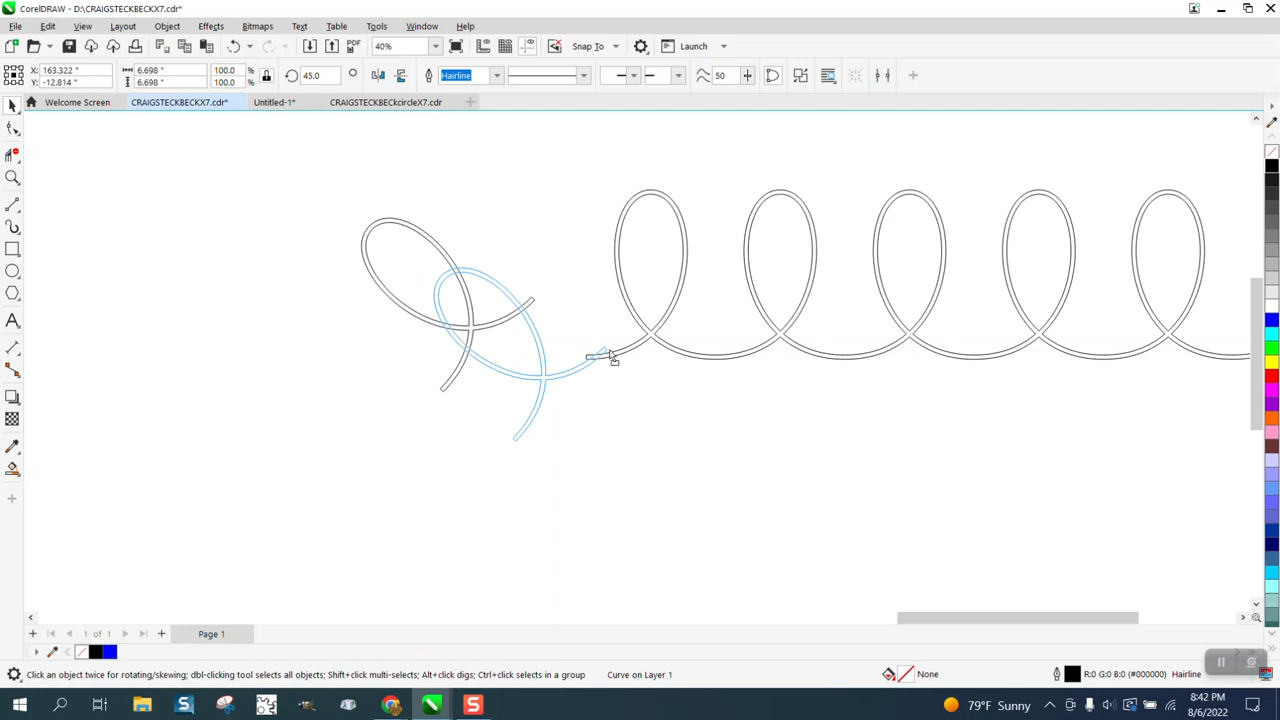 CorelDRAW - D:\CRAIGSTECKBECKX7.cdr*
File Edit View Layout Object Effects Bitmaps Text Tables Tools Window Help
PDF 40% Snap To Launch
X: 163.322 " 6.698 " 100.0 % 45.0 Hairline 50
Y: -12.814 " 6.698 " 100.0 %
Welcome Screen CRAIGSTECKBECKX7.cdr* Untitled-1* CRAIGSTECKBECkcircleX7.cdr
1 of 1 Page 1
Click an object twice for rotating/skewing; dbl-clicking tool selects all objects; Shift+click multi-selects; Alt+click digs; Ctrl+click selects in a group Curve on Layer 1 None R:0 G:0 B:0 (#000000) Hairline
79°F Sunny 8:42 PM
8/6/2022